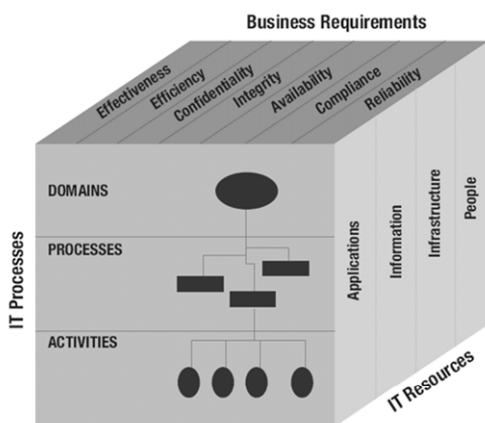 Business Requirements
Effectiveness
Efficiency
Confidentiality
Integrity
Availability
Compliance
Reliability
IT Processes
DOMAINS
PROCESSES
ACTIVITIES
Applications
Information
Infrastructure
People
IT Resources